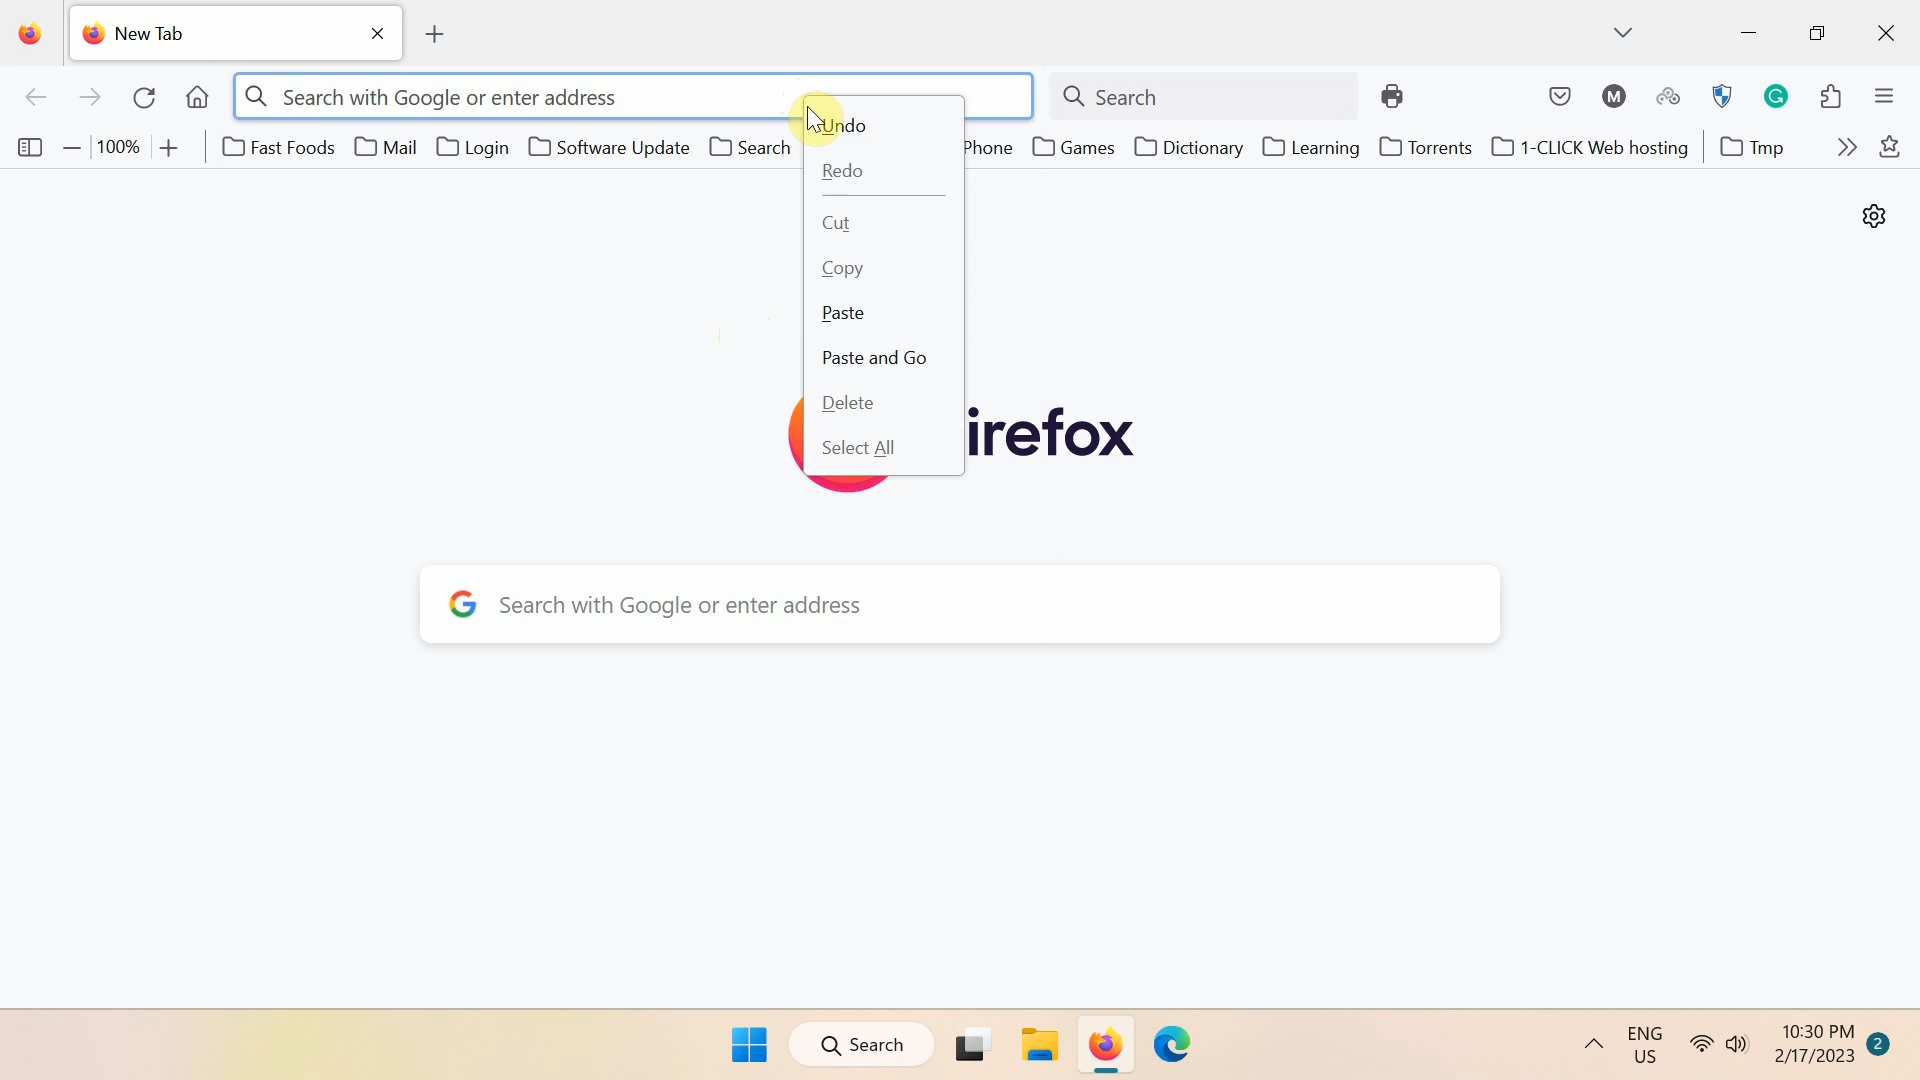 New Tab
Search with Google or enter address
Search
100%
Fast Foods
Mail
Login
Software Update
Search
Phone
Games
Dictionary
Learning
Torrents
1-CLICK Web hosting
Tmp
Undo
Redo
Cut
Copy
Paste
Paste and Go
Delete
Select All
irefox
Search with Google or enter address
Search
ENG
US
10:30 PM
2/17/2023
2